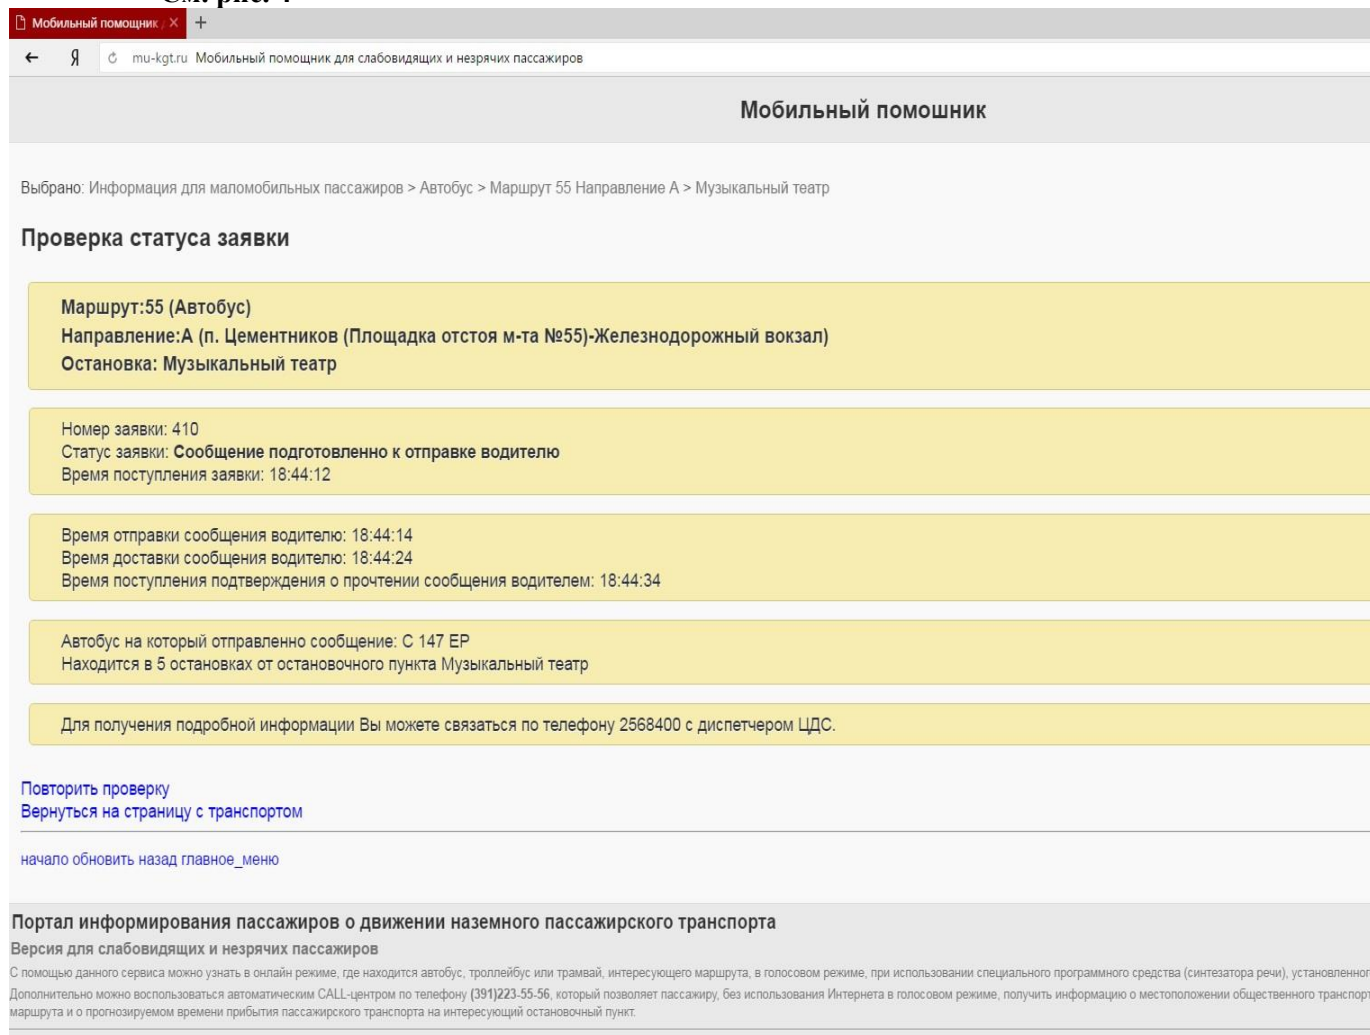 См. рис. 4
Мобильный помощник /
mu-kgt.ru Мобильный помощник для слабовидящих и незрячих пассажиров
Мобильный помошник
Выбрано: Информация для маломобильных пассажиров > Автобус > Маршрут 55 Направление А > Музыкальный театр
Проверка статуса заявки
Маршрут:55 (Автобус)
Направление:А (п. Цементников (Площадка отстоя м-та №55)-Железнодорожный вокзал)
Остановка: Музыкальный театр
Номер заявки: 410
Статус заявки: Сообщение подготовленно к отправке водителю
Время поступления заявки: 18:44:12
Время отправки сообщения водителю: 18:44:14
Время доставки сообщения водителю: 18:44:24
Время поступления подтверждения о прочтении сообщения водителем: 18:44:34
Автобус на который отправленно сообщение: С 147 ЕР
Находится в 5 остановках от остановочного пункта Музыкальный театр
Для получения подробной информации Вы можете связаться по телефону 2568400 с диспетчером ЦДС.
Повторить проверку
Вернуться на страницу с транспортом
начало обновить назад главное_меню
Портал информирования пассажиров о движении наземного пассажирского транспорта
Версия для слабовидящих и незрячих пассажиров
С помощью данного сервиса можно узнать в онлайн режиме, где находится автобус, троллейбус или трамвай, интересующего маршрута, в голосовом режиме, при использовании специального программного средства (синтезатора речи), установленног
Дополнительно можно воспользоваться автоматическим CALL-центром по телефону (391)223-55-56, который позволяет пассажиру, без использования Интернета в голосовом режиме, получить информацию о местоположении общественного транспорт
маршрута и о прогнозируемом времени прибытия пассажирского транспорта на интересующий остановочный пункт.